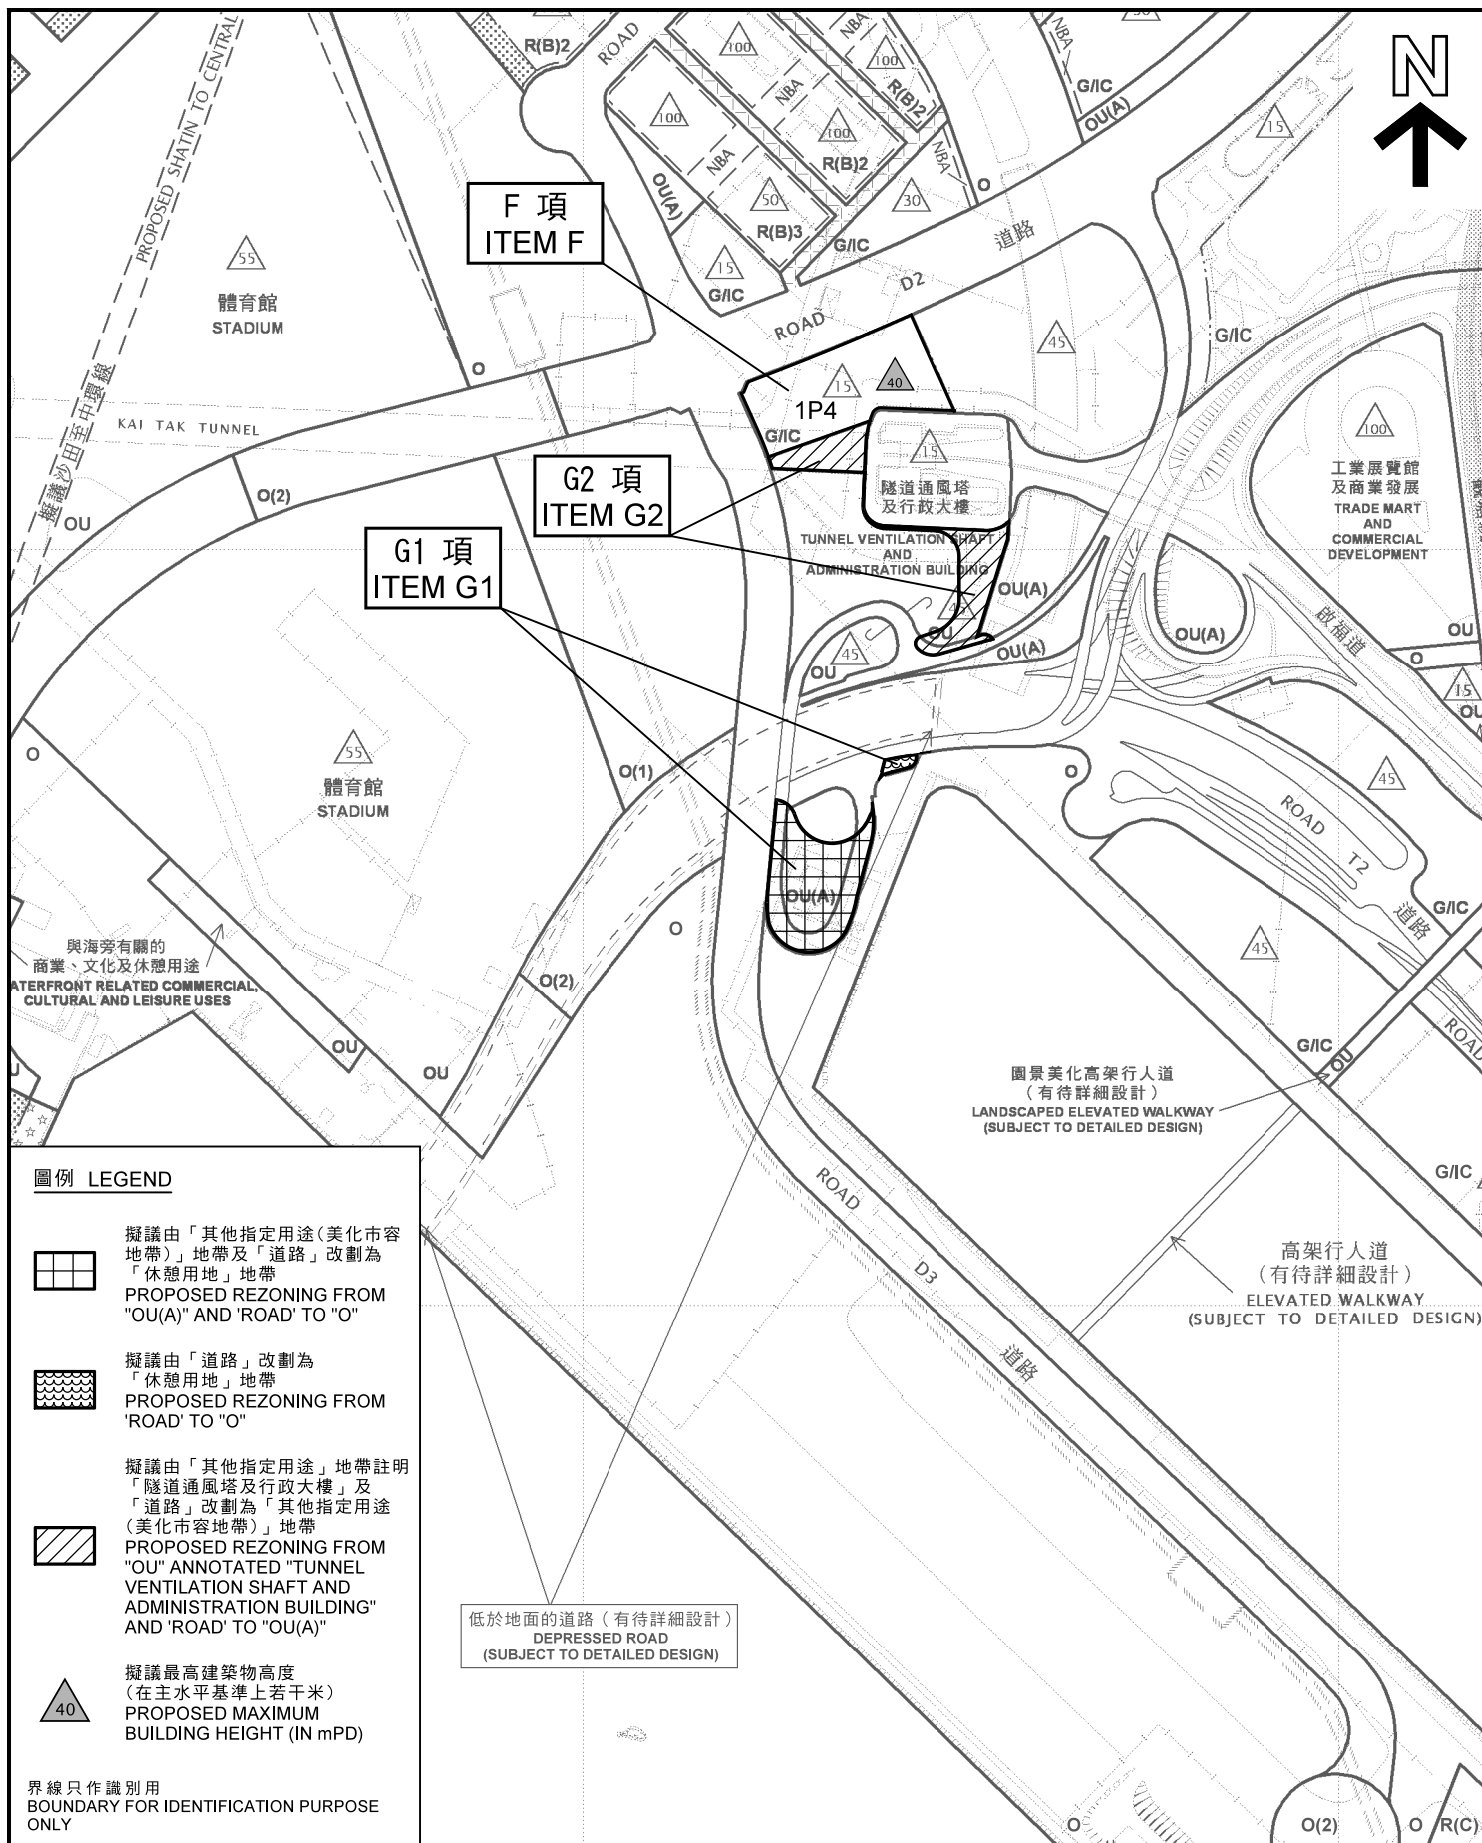 N
R(B)2
ROAD
NBA
100
NBA
100
R(B)2
NBA
G/IC
OU(A)
15
PROPOSED SHATIN TO CENTRAL
100
NBA
100
R(B)2
NBA
NBA
OU(A)
50
R(B)3
30
G/IC
O
F 項
ITEM F
15
G/IC
道路
D2
ROAD
55
體育館
STADIUM
45
G/IC
O
15
40
1P4
G/IC
KAI TAK TUNNEL
擬議沙田至中環線
100
工業展覽館
及商業發展
TRADE MART
AND
COMMERCIAL
DEVELOPMENT
O(2)
OU
G2 項
ITEM G2
15
隧道通風塔
及行政大樓
TUNNEL VENTILATION SHAFT
AND
ADMINISTRATION BUILDING
G1 項
ITEM G1
OU(A)
45
OU
OU(A)
OU(A)
啟福道
OU
O
15
OU
45
OU
O
55
體育館
STADIUM
O(1)
O
45
ROAD
T2
道路
G/IC
OU(A)
O
45
與海旁有關的
商業、文化及休憩用途
ATERFRONT RELATED COMMERCIAL,
CULTURAL AND LEISURE USES
O(2)
OU
OU
U
G/IC
OU
ROAD
園景美化高架行人道
（有待詳細設計）
LANDSCAPED ELEVATED WALKWAY
(SUBJECT TO DETAILED DESIGN)
G/IC
ROAD
D3
道路
高架行人道
（有待詳細設計）
ELEVATED WALKWAY
(SUBJECT TO DETAILED DESIGN)
圖例 LEGEND
擬議由「其他指定用途（美化市容
地帶）」地帶及「道路」改劃為
「休憩用地」地帶
PROPOSED REZONING FROM
"OU(A)" AND 'ROAD' TO "O"
擬議由「道路」改劃為
「休憩用地」地帶
PROPOSED REZONING FROM
'ROAD' TO "O"
擬議由「其他指定用途」地帶註明
「隧道通風塔及行政大樓」及
「道路」改劃為「其他指定用途
（美化市容地帶）」地帶
PROPOSED REZONING FROM
"OU" ANNOTATED "TUNNEL
VENTILATION SHAFT AND
ADMINISTRATION BUILDING"
AND 'ROAD' TO "OU(A)"
40
擬議最高建築物高度
（在主水平基準上若干米）
PROPOSED MAXIMUM
BUILDING HEIGHT (IN mPD)
界線只作識別用
BOUNDARY FOR IDENTIFICATION PURPOSE
ONLY
低於地面的道路（有待詳細設計）
DEPRESSED ROAD
(SUBJECT TO DETAILED DESIGN)
O
O(2)
O
R(C)